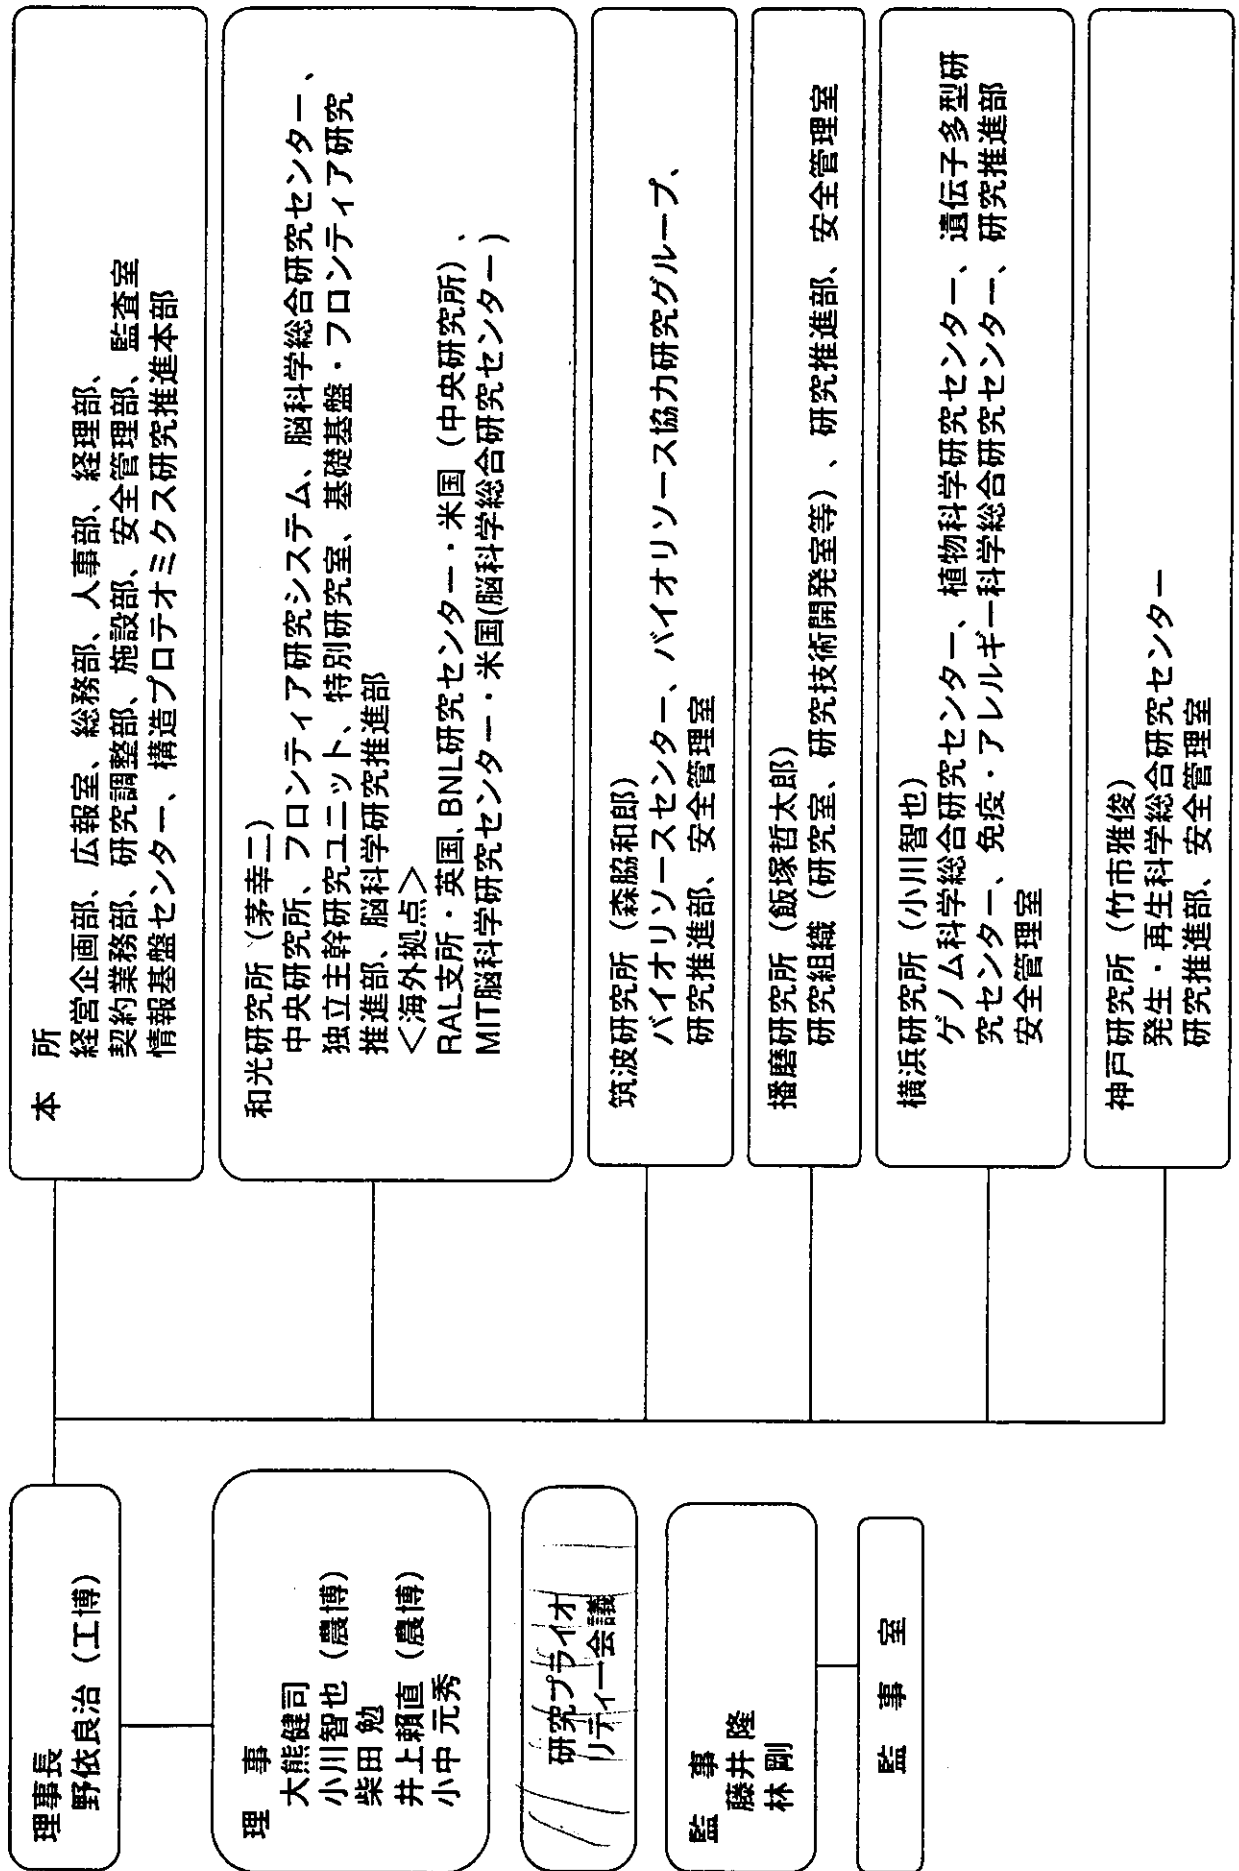 理事長
野依良治（工博）
理　事
大熊健司
小川智也（農博）
柴田 勉
井上頼直（農博）
小中 元秀
研究プライオ
リティー会議
監　事
藤井 隆
林 剛
監　事　室
本　所
経営企画部、広報室、総務部、人事部、経理部、
契約業務部、研究調整部、施設部、安全管理部、監査室
情報基盤センター、構造プロテオミクス研究推進本部
和光研究所（茅幸二）
中央研究所、フロンティア研究システム、脳科学総合研究センター、
独立主幹研究ユニット、特別研究室、基礎基盤・フロンティア研究
推進部、脳科学研究推進部
＜海外拠点＞
RAL支所・英国、BNL研究センター・米国（中央研究所）、
MIT脳科学研究センター・米国(脳科学総合研究センター)
筑波研究所（森脇和郎）
バイオリソースセンター、バイオリソース協力研究グループ、
研究推進部、安全管理室
播磨研究所（飯塚哲太郎）
研究組織（研究室、研究技術開発室等）、研究推進部、安全管理室
横浜研究所（小川智也）
ゲノム科学総合研究センター、植物科学研究センター、遺伝子多型研
究センター、免疫・アレルギー科学総合研究センター、研究推進部
安全管理室
神戸研究所（竹市雅俊）
発生・再生科学総合研究センター
研究推進部、安全管理室